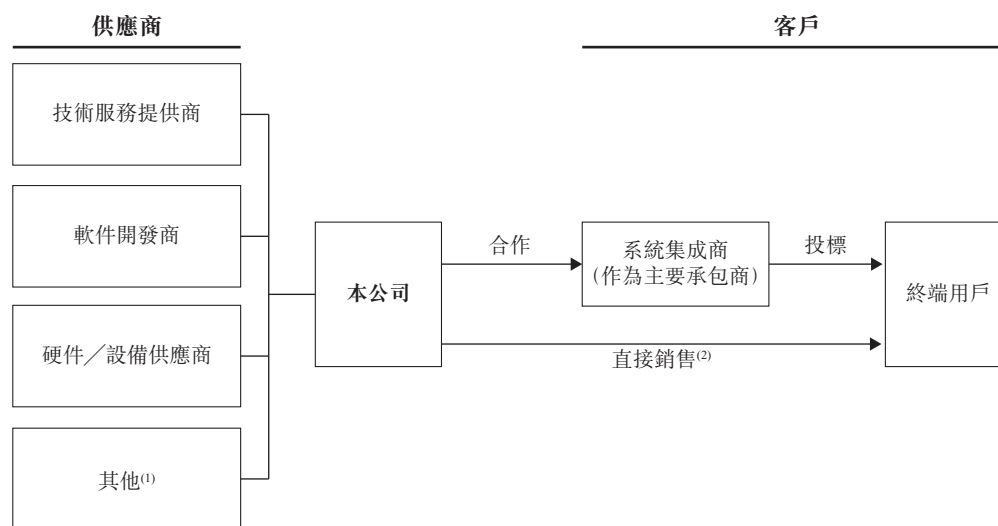 供應商
客戶
技術服務提供商
軟件開發商
硬件／設備供應商
其他(1)
本公司
合作
系統集成商
(作為主要承包商)
投標
直接銷售(2)
終端用戶